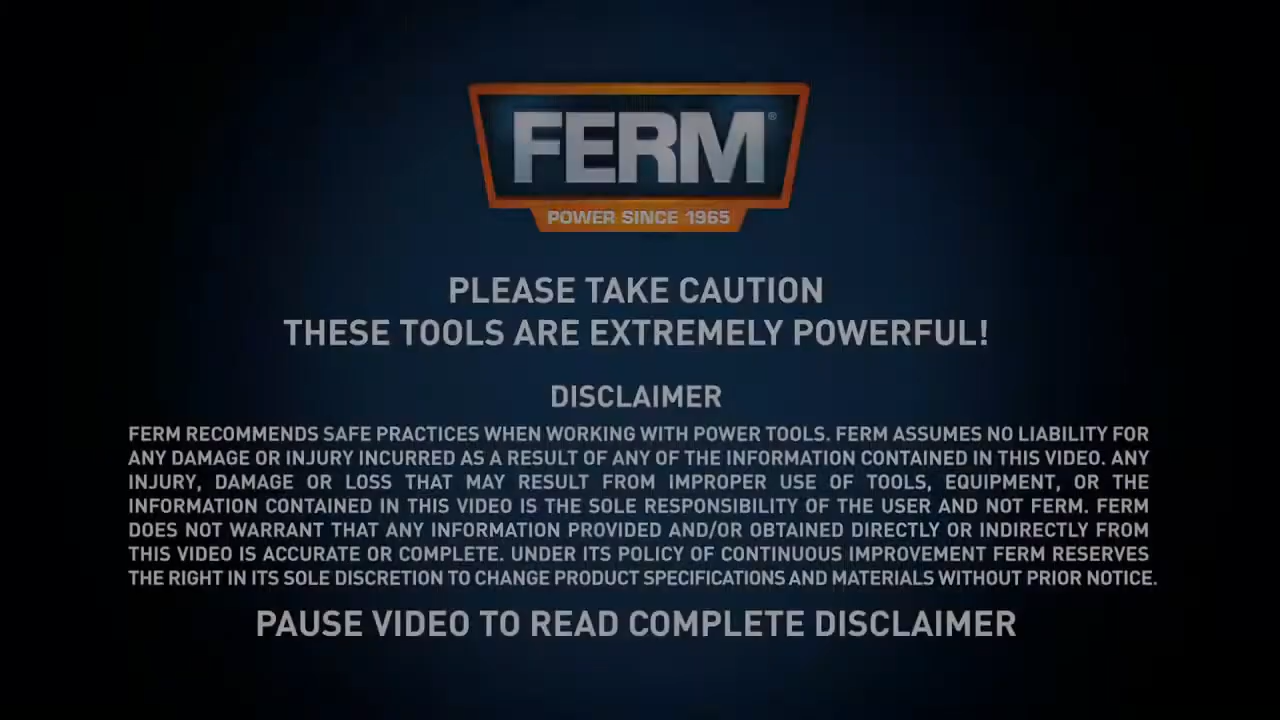 FERM®
POWER SINCE 1965
PLEASE TAKE CAUTION
THESE TOOLS ARE EXTREMELY POWERFUL!
DISCLAIMER
FERM RECOMMENDS SAFE PRACTICES WHEN WORKING WITH POWER TOOLS. FERM ASSUMES NO LIABILITY FOR
ANY DAMAGE OR INJURY INCURRED AS A RESULT OF ANY OF THE INFORMATION CONTAINED IN THIS VIDEO. ANY
INJURY, DAMAGE OR LOSS THAT MAY RESULT FROM IMPROPER USE OF TOOLS, EQUIPMENT, OR THE
INFORMATION CONTAINED IN THIS VIDEO IS THE SOLE RESPONSIBILITY OF THE USER AND NOT FERM. FERM
DOES NOT WARRANT THAT ANY INFORMATION PROVIDED AND/OR OBTAINED DIRECTLY OR INDIRECTLY FROM
THIS VIDEO IS ACCURATE OR COMPLETE. UNDER ITS POLICY OF CONTINUOUS IMPROVEMENT FERM RESERVES
THE RIGHT IN ITS SOLE DISCRETION TO CHANGE PRODUCT SPECIFICATIONS AND MATERIALS WITHOUT PRIOR NOTICE.
PAUSE VIDEO TO READ COMPLETE DISCLAIMER